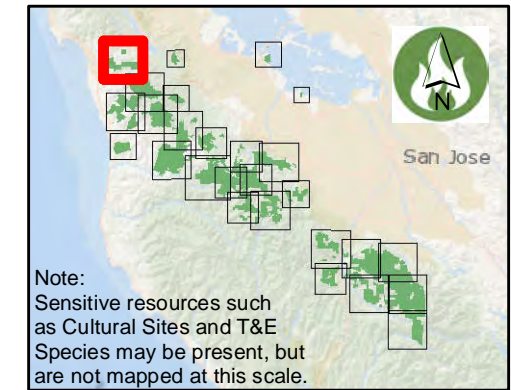 N
San Jose
Note:
Sensitive resources such
as Cultural Sites and T&E
Species may be present, but
are not mapped at this scale.